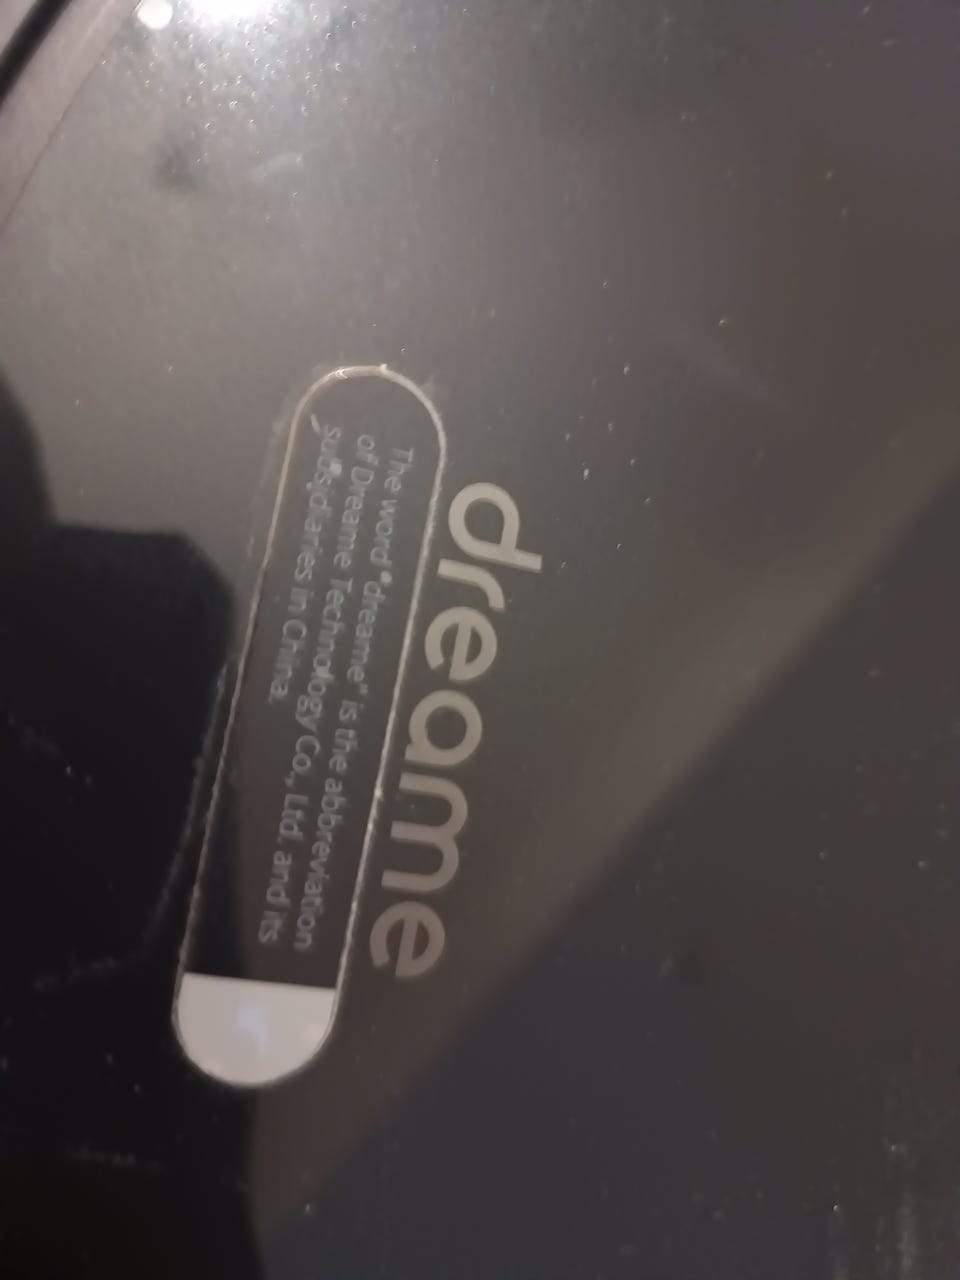 dreame
The word "dreame" is the abbreviation
of Dreame Technology Co., Ltd. and its
subsidiaries in China.